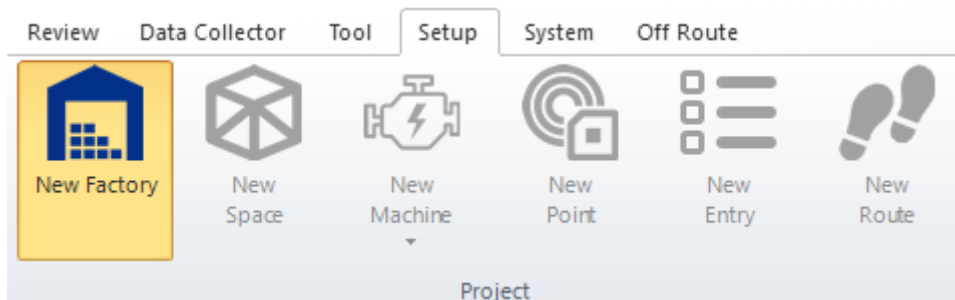 Review Data Collector Tool Setup System Off Route
New Factory New Space New Machine New Point New Entry New Route
Project